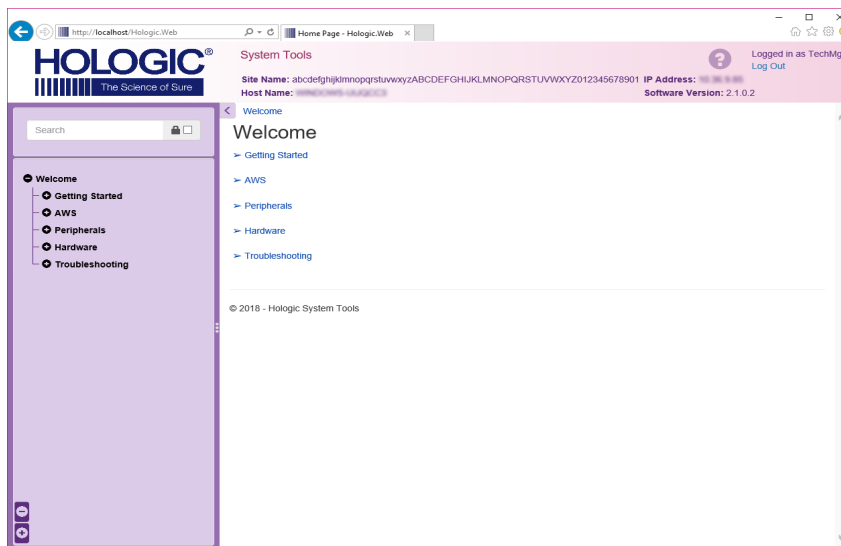 http://localhost/Hologic.Web
Home Page - Hologic.Web
HOLOGIC®
The Science of Sure
System Tools
Logged in as TechMg
Log Out
Site Name: abcdefghijklmnopqrstuvwxyzABCDEFGHIJKLMNOPQRSTUVWXYZ012345678901 IP Address:
Host Name:
Software Version: 2.1.0.2
Search
Welcome
Getting Started
AWS
Peripherals
Hardware
Troubleshooting
Welcome
Welcome
➢ Getting Started
➢ AWS
➢ Peripherals
➢ Hardware
➢ Troubleshooting
© 2018 - Hologic System Tools